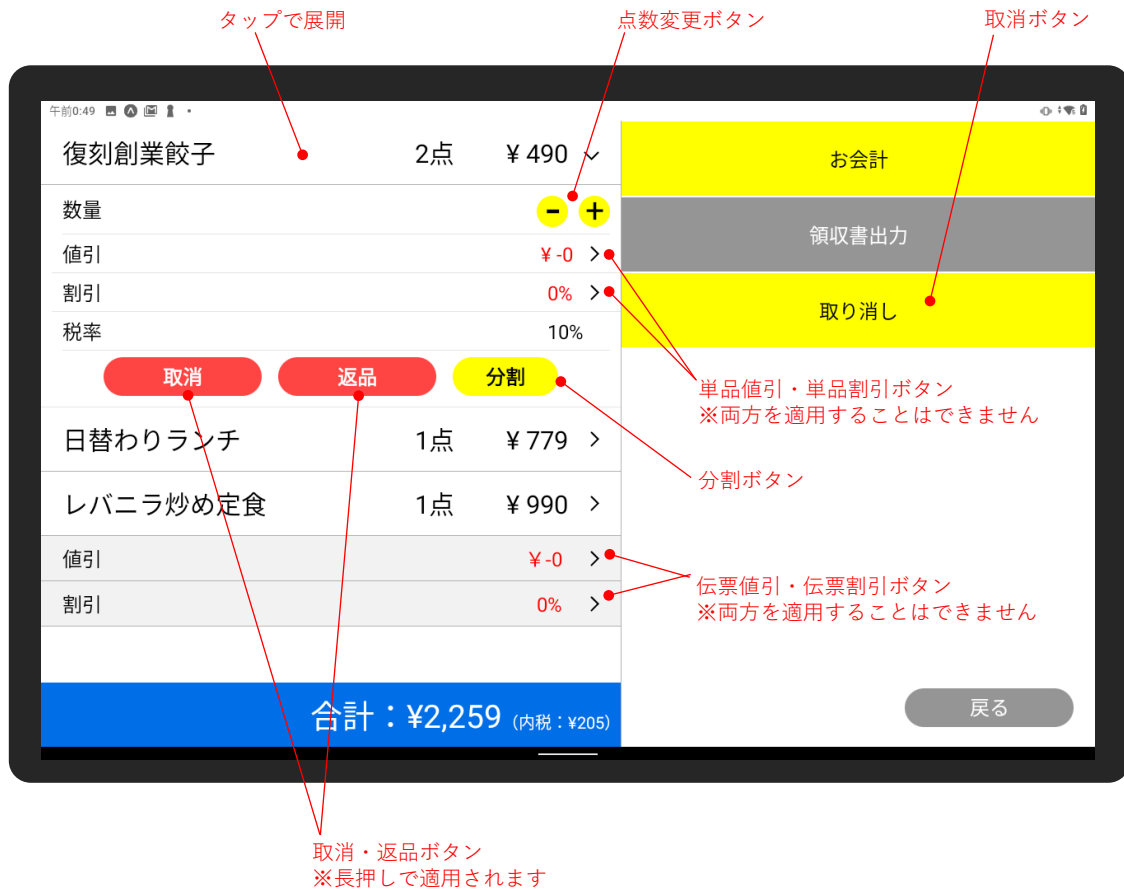 タップで展開
点数変更ボタン
取消ボタン
午前0:49
復刻創業餃子 2点 ¥ 490
お会計
数量 - +
領収書出力
値引 ¥ -0
割引 0%
取り消し
税率 10%
取消 返品 分割
単品値引・単品割引ボタン
※両方を適用することはできません
日替わりランチ 1点 ¥ 779
分割ボタン
レバニラ炒め定食 1点 ¥ 990
値引 ¥ -0
伝票値引・伝票割引ボタン
※両方を適用することはできません
割引 0%
合計：¥2,259 (内税：¥205)
戻る
取消・返品ボタン
※長押しで適用されます